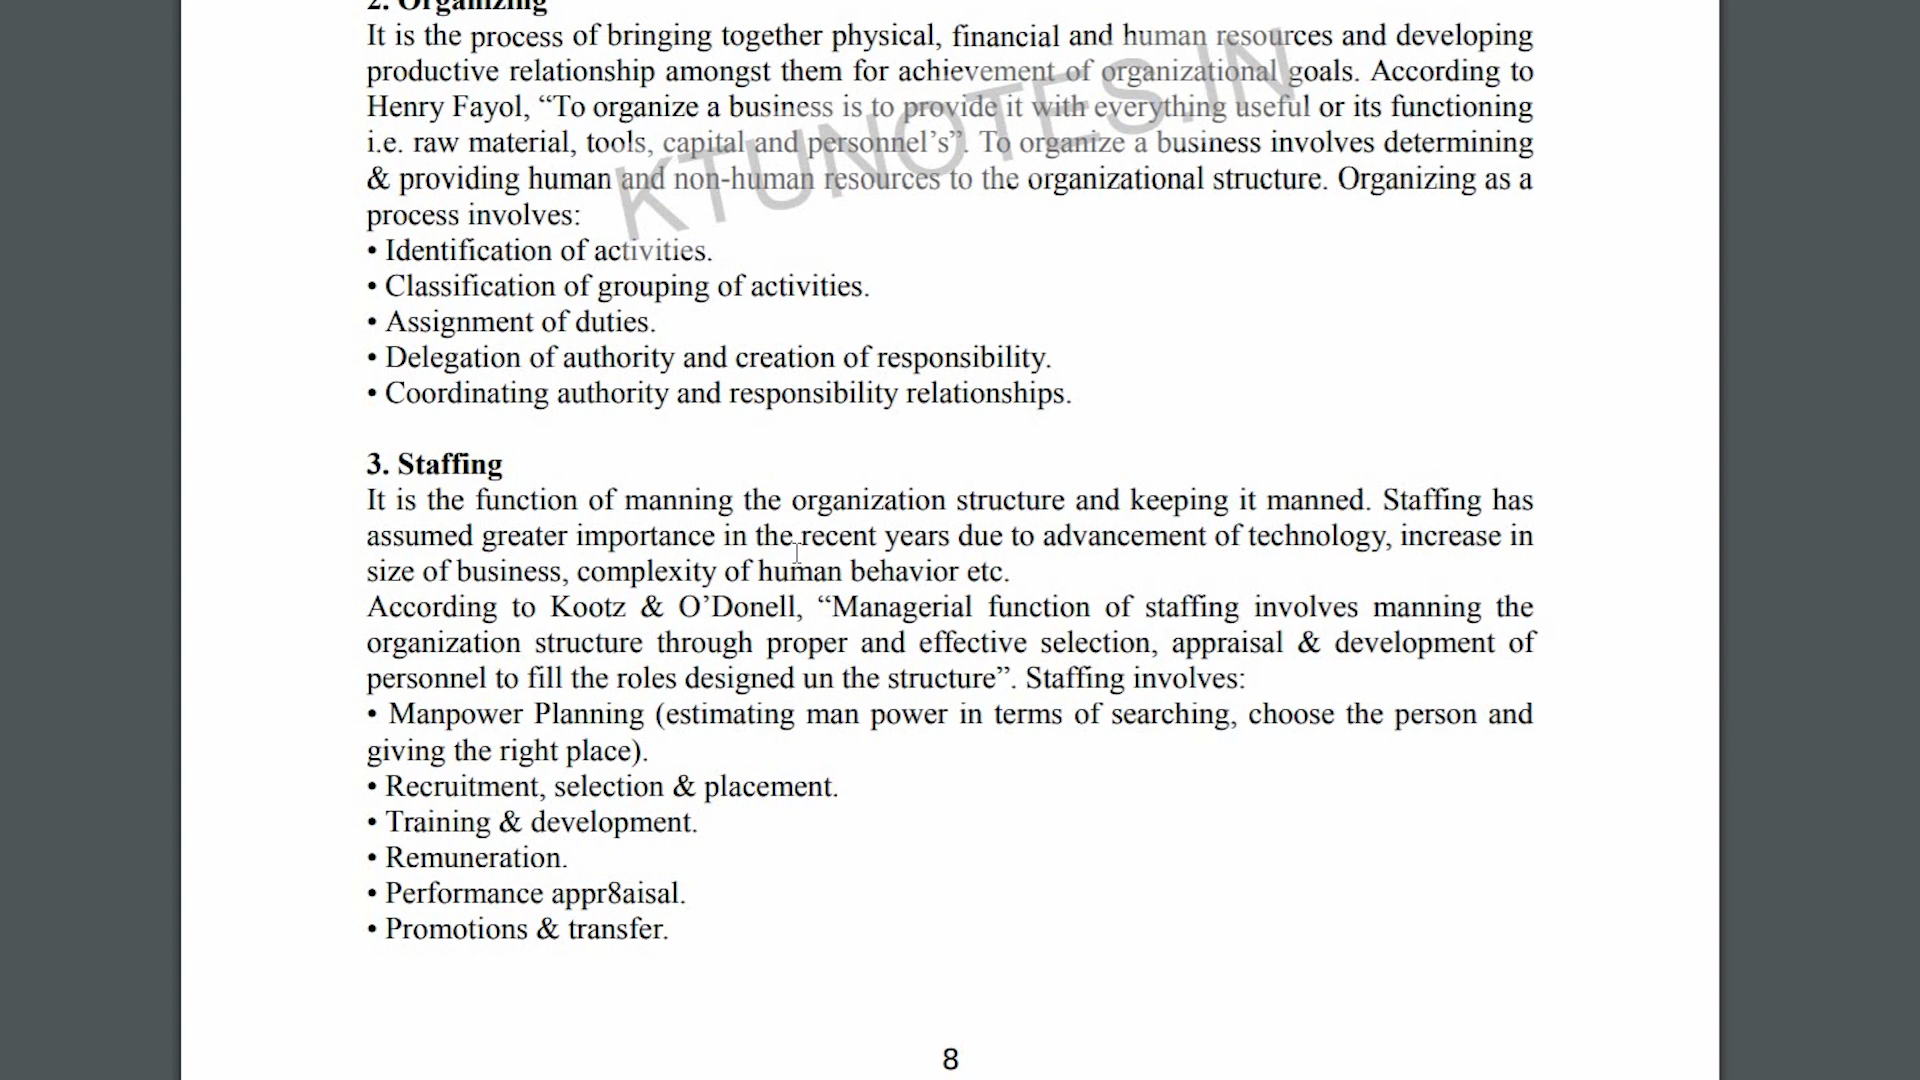 2. Organizing
It is the process of bringing together physical, financial and human resources and developing
productive relationship amongst them for achievement of organizational goals. According to
Henry Fayol, “To organize a business is to provide it with everything useful or its functioning
i.e. raw material, tools, capital and personnel’s”. To organize a business involves determining
& providing human and non-human resources to the organizational structure. Organizing as a
process involves:
• Identification of activities.
• Classification of grouping of activities.
• Assignment of duties.
• Delegation of authority and creation of responsibility.
• Coordinating authority and responsibility relationships.
KTUNOTES.IN
3. Staffing
It is the function of manning the organization structure and keeping it manned. Staffing has
assumed greater importance in the recent years due to advancement of technology, increase in
size of business, complexity of human behavior etc.
According to Kootz & O’Donell, “Managerial function of staffing involves manning the
organization structure through proper and effective selection, appraisal & development of
personnel to fill the roles designed un the structure”. Staffing involves:
• Manpower Planning (estimating man power in terms of searching, choose the person and
giving the right place).
• Recruitment, selection & placement.
• Training & development.
• Remuneration.
• Performance appr8aisal.
• Promotions & transfer.
8